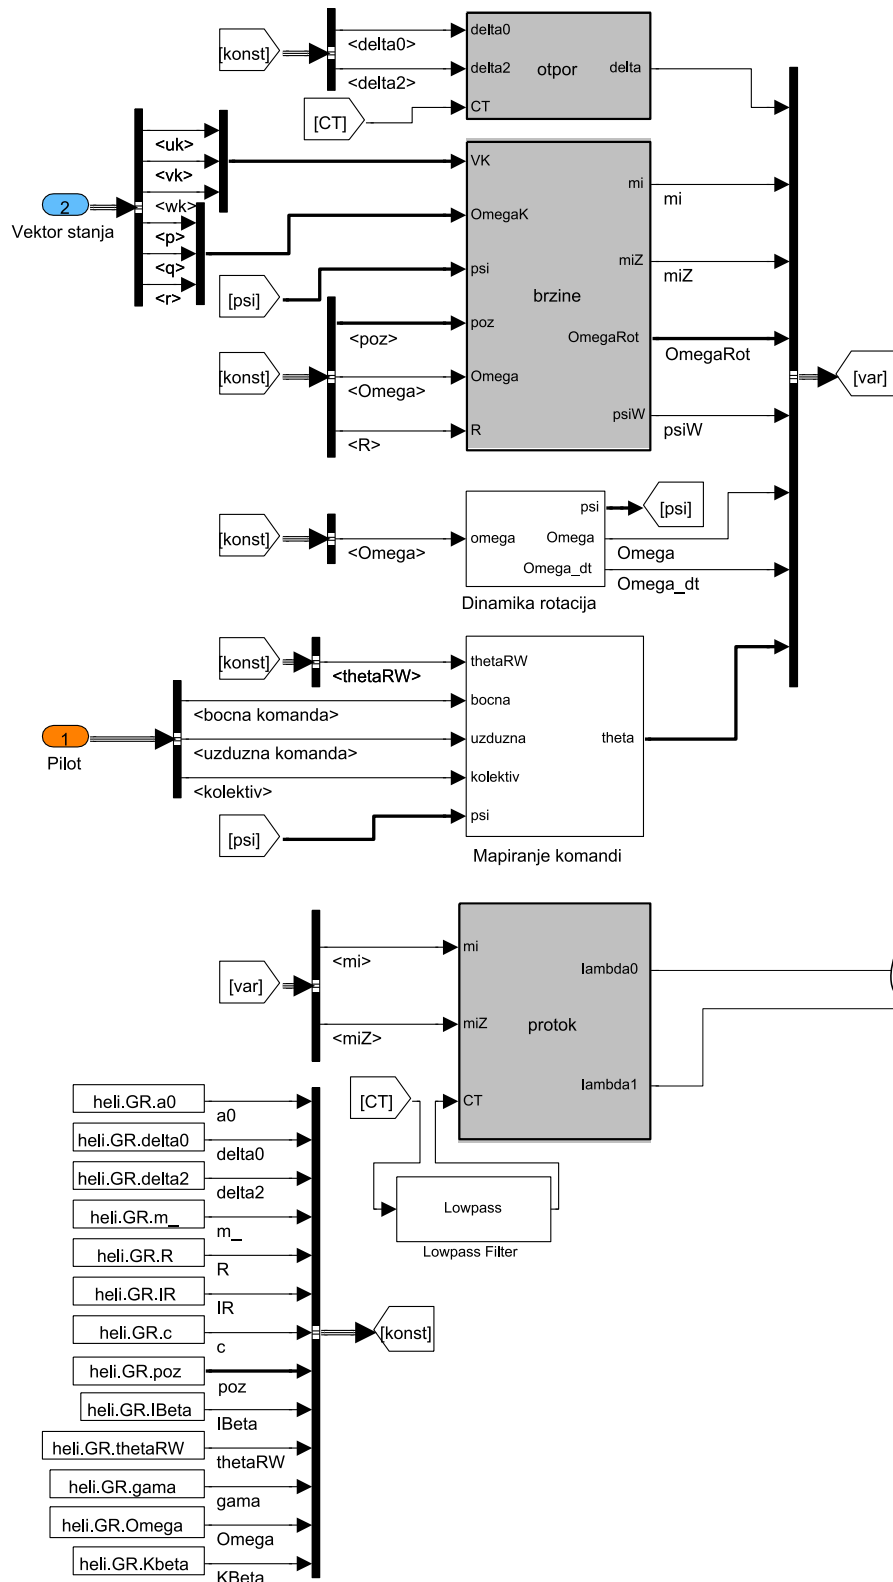 [konst]
<delta0>
<delta2>
[CT]
delta0
delta2
CT
otpor
delta
2
Vektor stanja
<uk>
<vk>
<wk>
<p>
<q>
<r>
[psi]
[konst]
<poz>
<Omega>
<R>
VK
OmegaK
psi
poz
Omega
R
brzine
mi
miZ
OmegaRot
psiW
mi
miZ
OmegaRot
psiW
[var]
[konst]
<Omega>
omega
psi
Omega
Omega_dt
Dinamika rotacija
[psi]
Omega
Omega_dt
[konst]
<thetaRW>
1
Pilot
<bocna komanda>
<uzduzna komanda>
<kolektiv>
[psi]
thetaRW
bocna
uzduzna
kolektiv
psi
theta
Mapiranje komandi
[var]
<mi>
<miZ>
mi
miZ
CT
protok
lambda0
lambda1
[CT]
Lowpass
Lowpass Filter
heli.GR.a0
a0
heli.GR.delta0
delta0
heli.GR.delta2
delta2
heli.GR.m_
m_
heli.GR.R
R
heli.GR.IR
IR
heli.GR.c
c
heli.GR.poz
poz
heli.GR.IBeta
IBeta
heli.GR.thetaRW
thetaRW
heli.GR.gama
gama
heli.GR.Omega
Omega
heli.GR.Kbeta
KBeta
[konst]